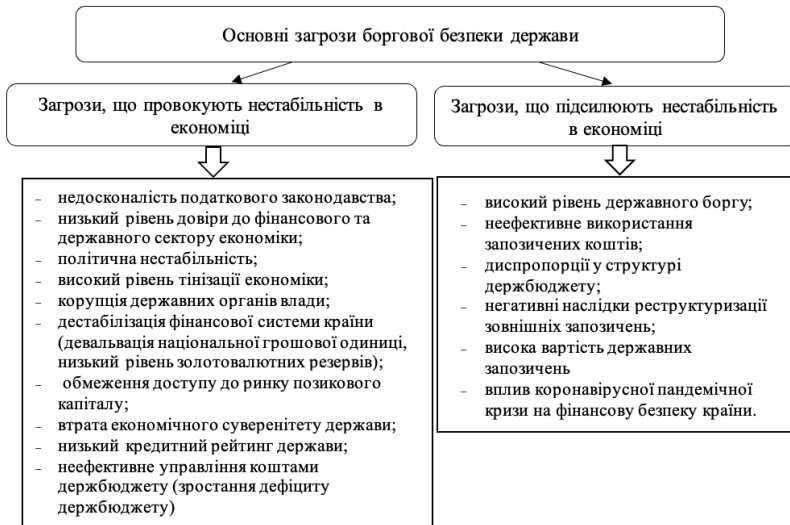 Основні загрози боргової безпеки держави
Загрози, що провокують нестабільність в
економіці
Загрози, що підсилюють нестабільність
в економіці
– недосконалість податкового законодавства;
– низький рівень довіри до фінансового та
державного сектору економіки;
– політична нестабільність;
– високий рівень тінізації економіки;
– корупція державних органів влади;
– дестабілізація фінансової системи країни
(девальвація національної грошової одиниці,
низький рівень золотовалютних резервів);
– обмеження доступу до ринку позикового
капіталу;
– втрата економічного суверенітету держави;
– низький кредитний рейтинг держави;
– неефективне управління коштами
держбюджету (зростання дефіциту
держбюджету)
– високий рівень державного боргу;
– неефективне використання
запозичених коштів;
– диспропорції у структурі
держбюджету;
– негативні наслідки реструктуризації
зовнішніх запозичень;
– висока вартість державних
запозичень
– вплив коронавірусної пандемічної
кризи на фінансову безпеку країни.